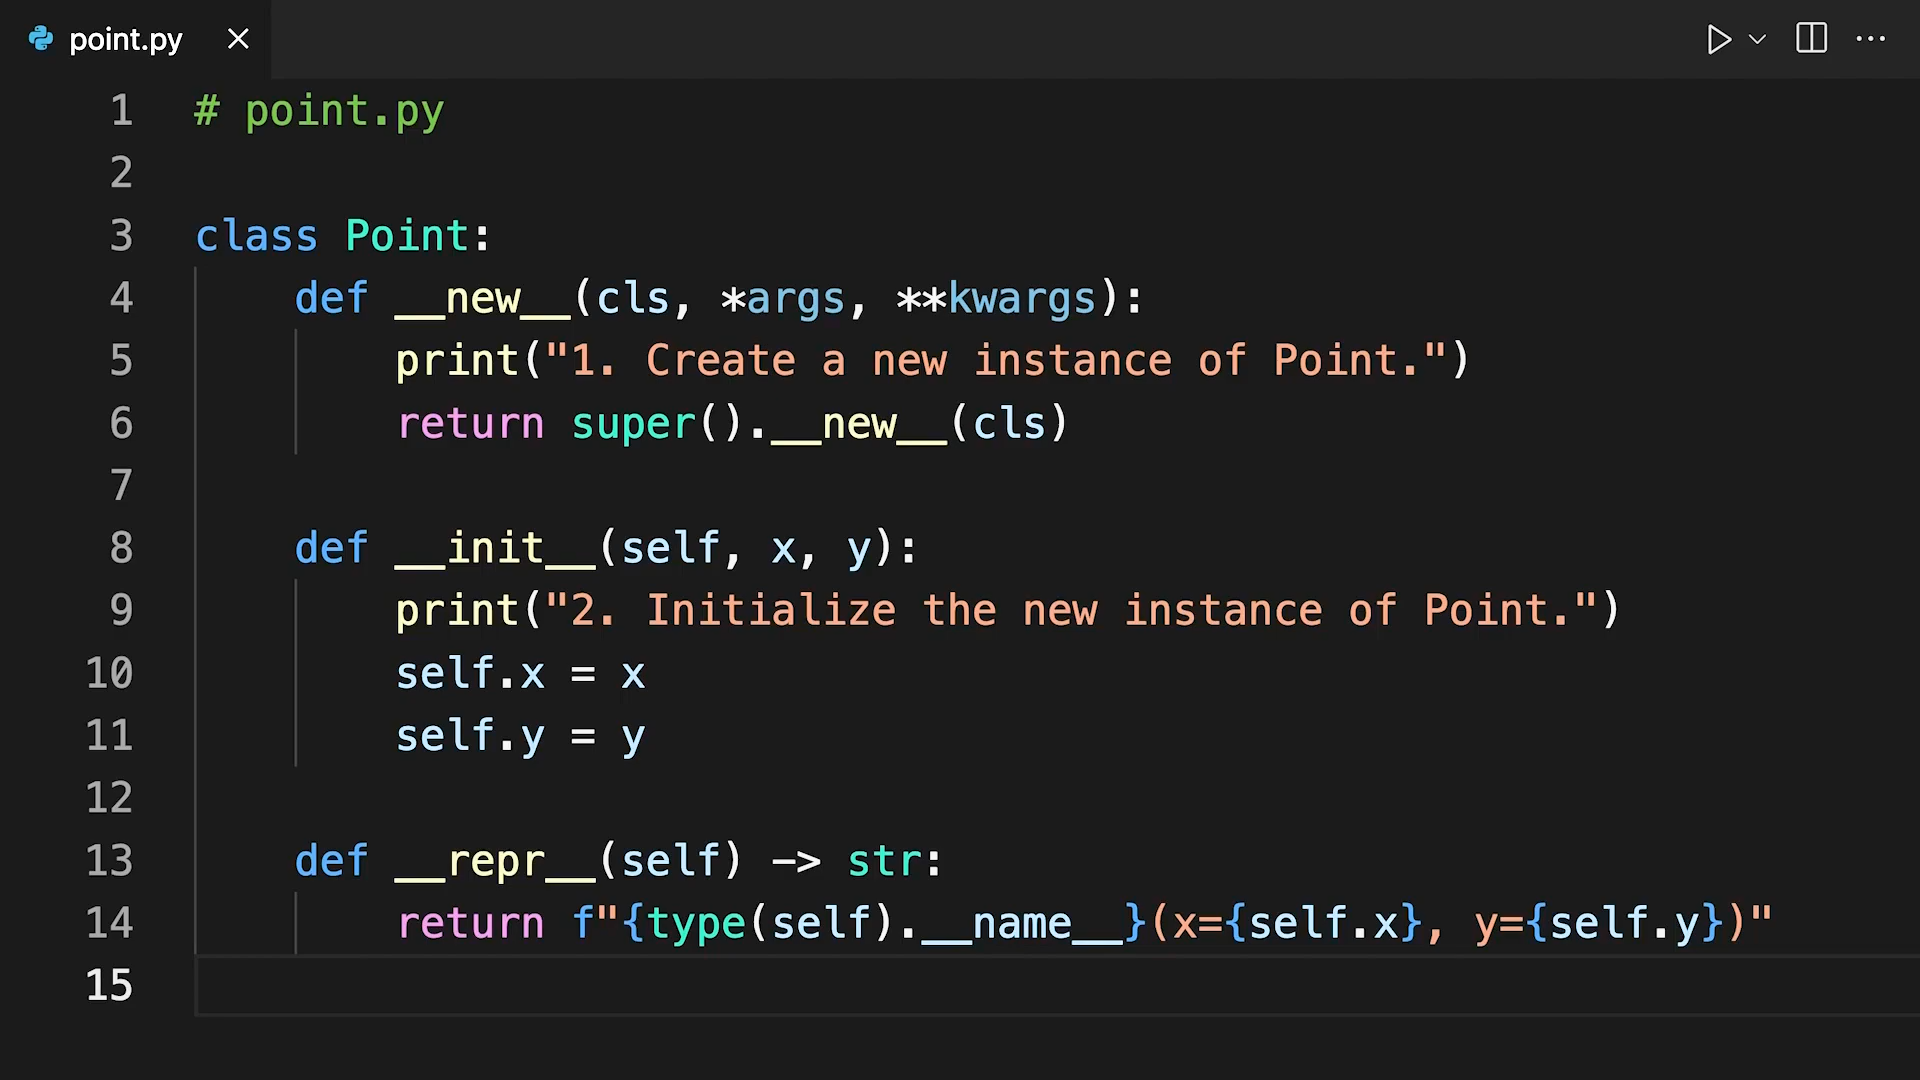 point.py
1 # point.py
2
3 class Point:
4     def __new__(cls, *args, **kwargs):
5         print("1. Create a new instance of Point.")
6         return super().__new__(cls)
7
8     def __init__(self, x, y):
9         print("2. Initialize the new instance of Point.")
10         self.x = x
11         self.y = y
12
13     def __repr__(self) -> str:
14         return f"{type(self).__name__}(x={self.x}, y={self.y})"
15